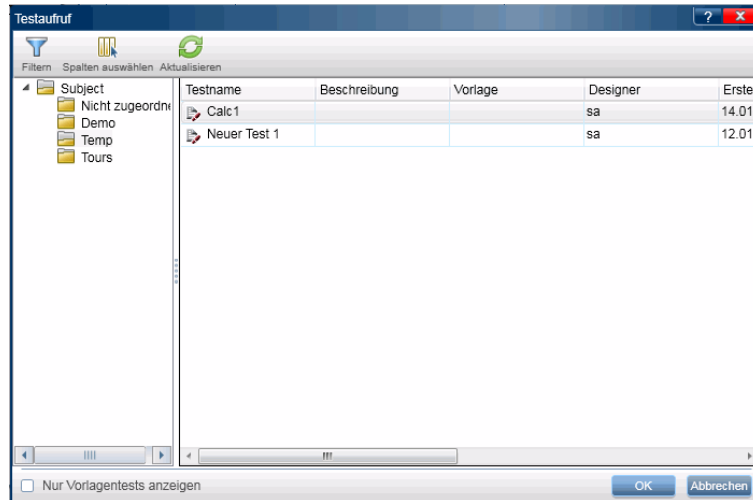 Testaufruf
?
Filtern Spalten auswählen Aktualisieren
Subject
Nicht zugeordne
Demo
Temp
Tours
Testname Beschreibung Vorlage Designer Erste
Calc1 sa 14.01
Neuer Test 1 sa 12.01
Nur Vorlagentests anzeigen
OK Abbrechen